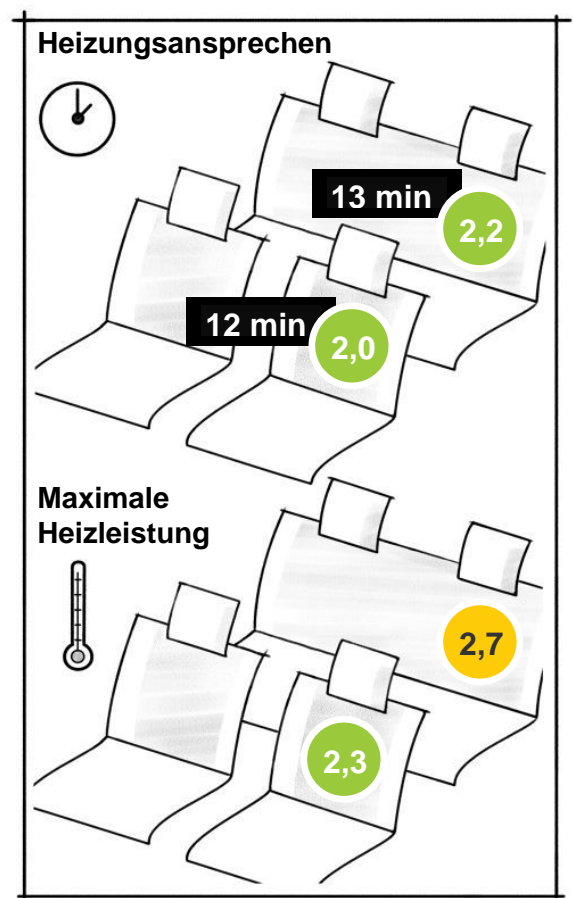 Heizungsansprechen
13 min
2,2
12 min
2,0
Maximale
Heizleistung
2,7
2,3